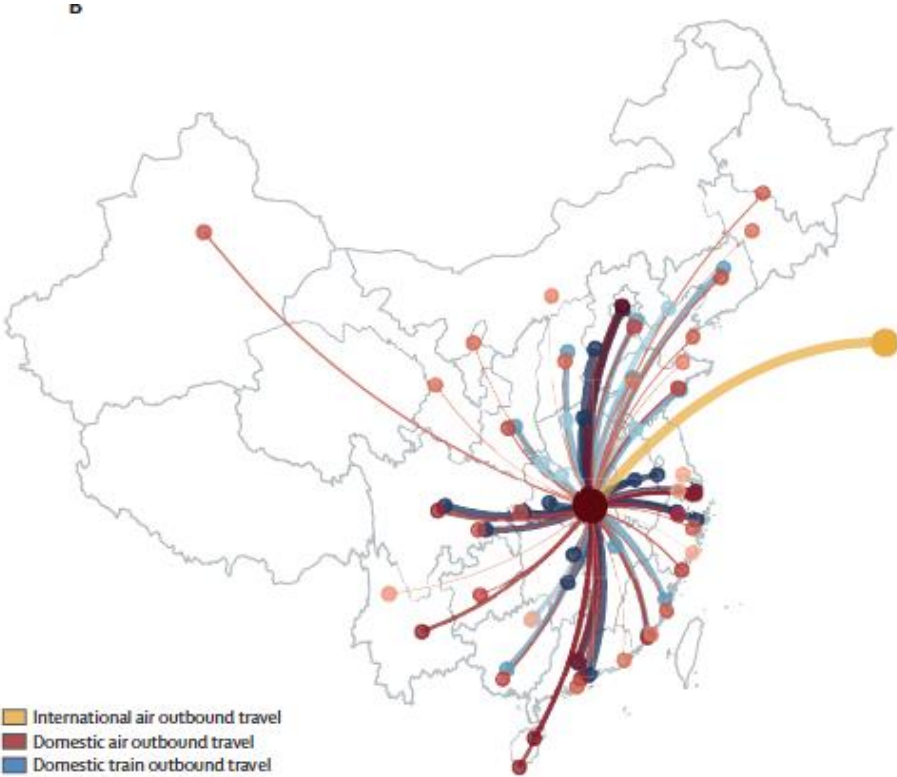 B
International air outbound travel
Domestic air outbound travel
Domestic train outbound travel